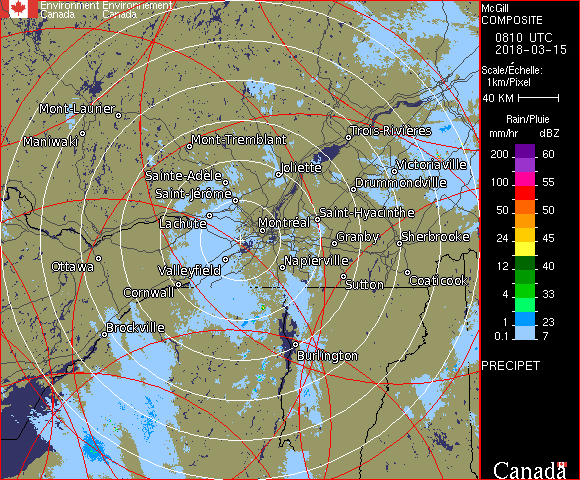 Environment Environnement
Canada Canada
McGill
COMPOSITE
0810 UTC
2018-03-15
Scale/Échelle:
1km/Pixel
40 KM
Rain/Pluie
mm/hr dBZ
200 60
100 55
50 50
24 45
12 40
4 33
1 23
0.1 7
PRECIPET
Canada
Mont-Laurier
Maniwaki
Mont-Tremblant
Trois-Rivières
Joliette
Victoriaville
Sainte-Adèle
Drummondville
Saint-Jérôme
Lachute
Saint-Hyacinthe
Montréal
Granby
Sherbrooke
Ottawa
Valleyfield
Napierville
Cornwall
Sutton
Coaticook
Brockville
Burlington